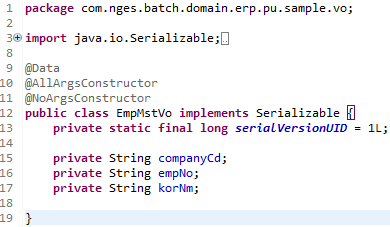 1 package com.nges.batch.domain.erp.pu.sample.vo;
2
3 import java.io.Serializable;
8
9 @Data
10 @AllArgsConstructor
11 @NoArgsConstructor
12 public class EmpMstVo implements Serializable {
13 private static final long serialVersionUID = 1L;
14
15 private String companyCd;
16 private String empNo;
17 private String korNm;
18
19 }